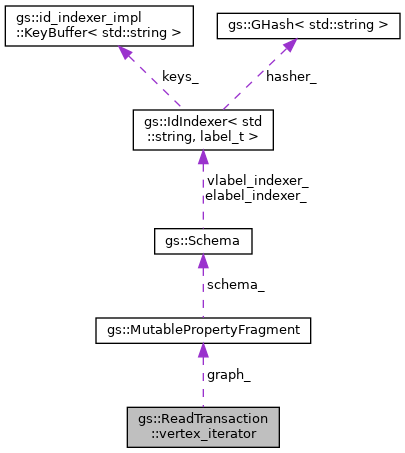 gs::id_indexer_impl
::KeyBuffer< std::string >
gs::GHash< std::string >
keys_
hasher_
gs::IdIndexer< std
::string, label_t >
vlabel_indexer_
elabel_indexer_
gs::Schema
schema_
gs::MutablePropertyFragment
graph_
gs::ReadTransaction
::vertex_iterator